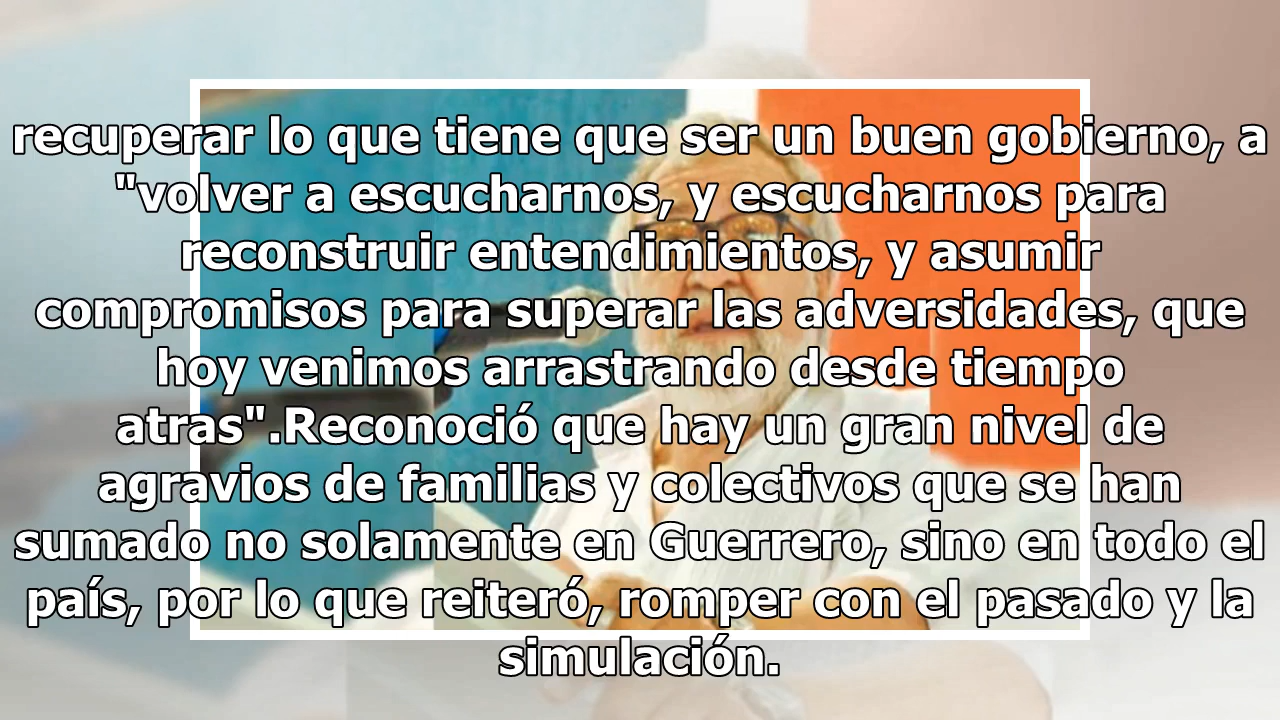 recuperar lo que tiene que ser un buen gobierno, a
"volver a escucharnos, y escucharnos para
reconstruir entendimientos, y asumir
compromisos para superar las adversidades, que
hoy venimos arrastrando desde tiempo
atras".Reconoció que hay un gran nivel de
agravios de familias y colectivos que se han
sumado no solamente en Guerrero, sino en todo el
país, por lo que reiteró, romper con el pasado y la
simulación.